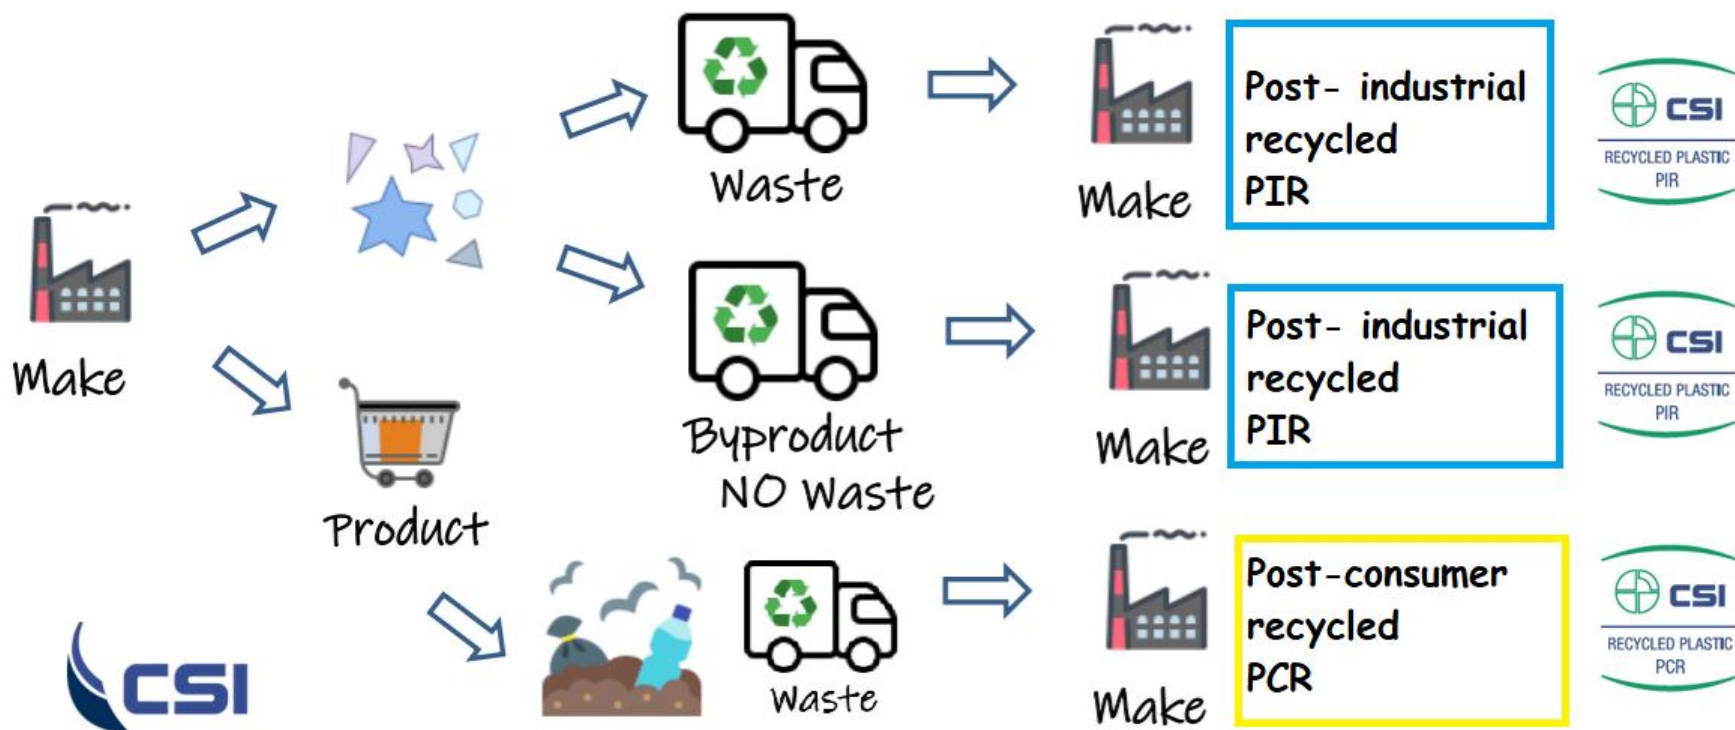 Waste
Make
Post- industrial
recycled
PIR
CSI
RECYCLED PLASTIC
PIR
Make
Byproduct
NO Waste
Make
Post- industrial
recycled
PIR
CSI
RECYCLED PLASTIC
PIR
Product
Waste
Make
Post-consumer
recycled
PCR
CSI
RECYCLED PLASTIC
PCR
CSI